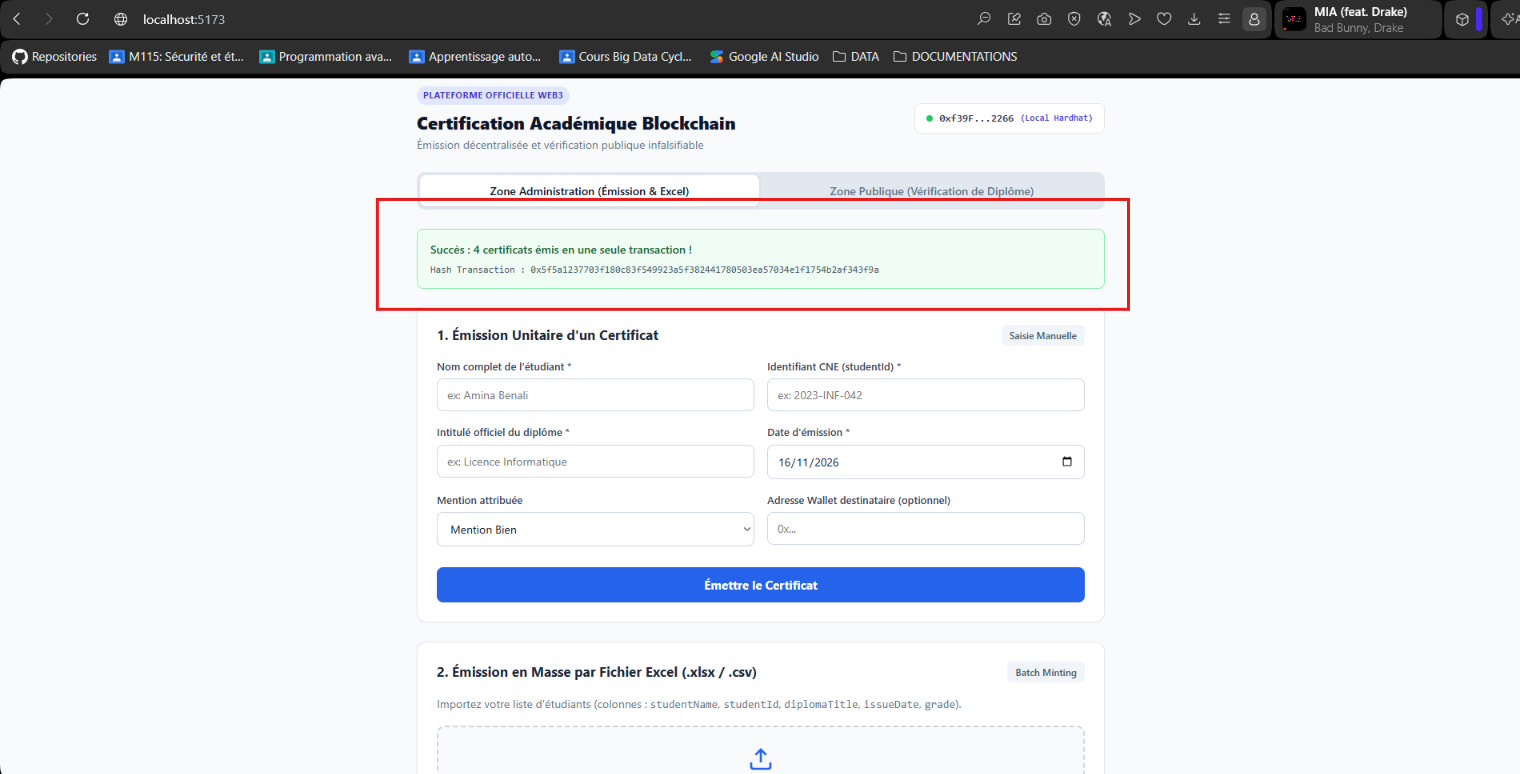 localhost:5173
MIA (feat. Drake)
Bad Bunny, Drake
Repositories
M115: Sécurité et ét...
Programmation ava...
Apprentissage auto...
Cours Big Data Cycl...
Google AI Studio
DATA
DOCUMENTATIONS
PLATEFORME OFFICIELLE WEB3
Certification Académique Blockchain
Émission décentralisée et vérification publique infalsifiable
0xf39F...2266 (Local Hardhat)
Zone Administration (Émission & Excel)
Zone Publique (Vérification de Diplôme)
Succès : 4 certificats émis en une seule transaction !
Hash Transaction : 0x5f5a1237703f180c83f549923a5f382441780503ea57034e1f1754b2af343f9a
1. Émission Unitaire d'un Certificat
Saisie Manuelle
Nom complet de l'étudiant *
Identifiant CNE (studentId) *
ex: Amina Benali
ex: 2023-INF-042
Intitulé officiel du diplôme *
Date d'émission *
ex: Licence Informatique
16/11/2026
Mention attribuée
Adresse Wallet destinataire (optionnel)
Mention Bien
0x...
Émettre le Certificat
2. Émission en Masse par Fichier Excel (.xlsx / .csv)
Batch Minting
Importez votre liste d'étudiants (colonnes : studentName, studentId, diplomaTitle, issueDate, grade).